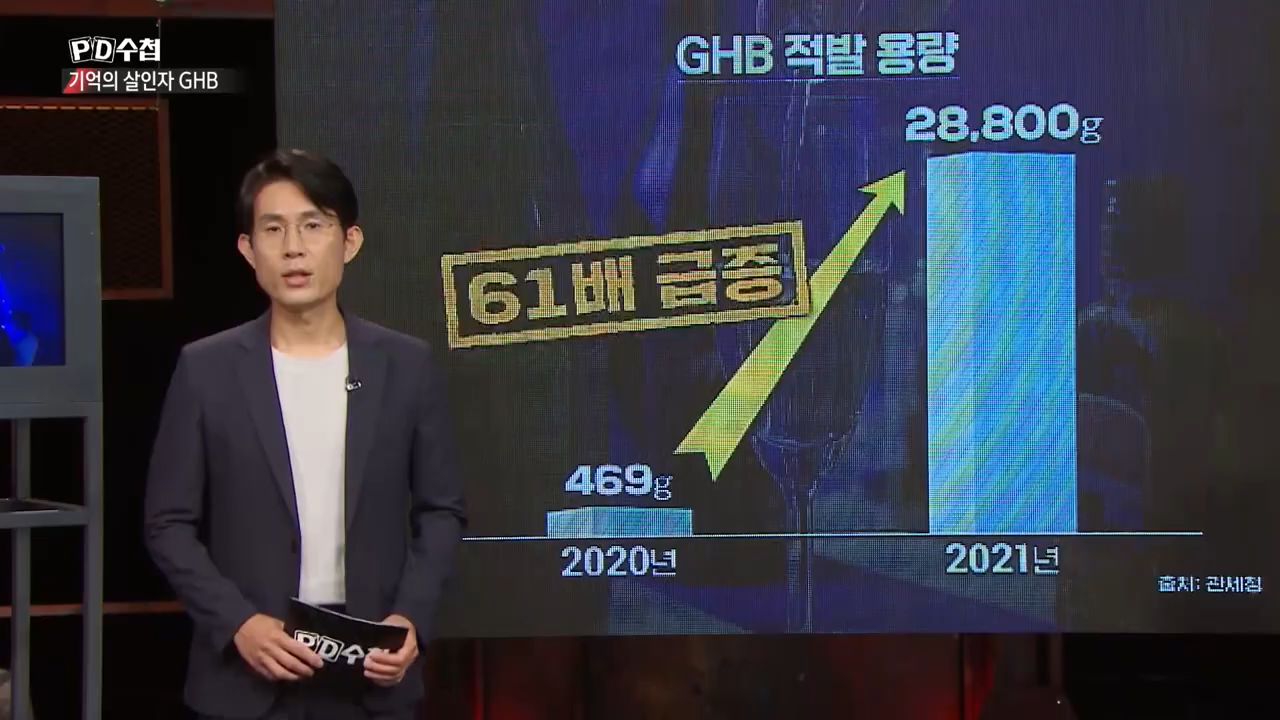 PD수첩
기억의 살인자 GHB
GHB 적발 용량
28,800g
61배 급증
469g
2020년
2021년
출처: 관세청
PD수첩